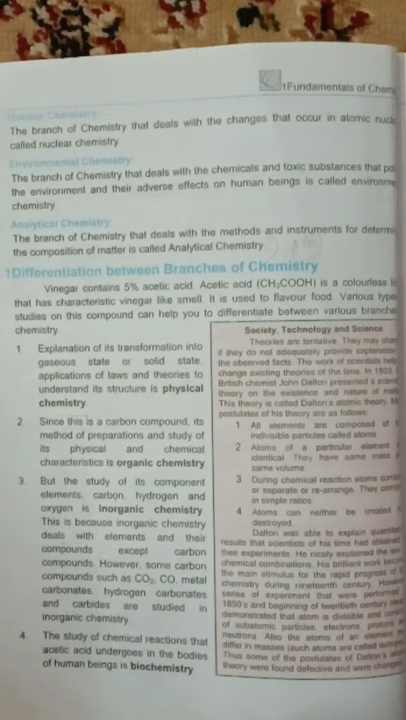 1Fundamentals of Chem
Nuclear Chemistry:
The branch of Chemistry that deals with the changes that occur in atomic nucl
called nuclear chemistry
Environmental Chemistry:
The branch of Chemistry that deals with the chemicals and toxic substances that pol
the environment and their adverse effects on human beings is called environme
chemistry
Analytical Chemistry:
The branch of Chemistry that deals with the methods and instruments for determi
the composition of matter is called Analytical Chemistry
.1Differentiation between Branches of Chemistry
Vinegar contains 5% acetic acid. Acetic acid (CH₃COOH) is a colourless li
that has characteristic vinegar like smell. It is used to flavour food. Various type
studies on this compound can help you to differentiate between various branche
chemistry.
1. Explanation of its transformation into
gaseous state or solid state,
applications of laws and theories to
understand its structure is physical
chemistry.
2. Since this is a carbon compound, its
method of preparations and study of
its physical and chemical
characteristics is organic chemistry.
3. But the study of its component
elements, carbon, hydrogen and
oxygen is Inorganic chemistry.
This is because inorganic chemistry
deals with elements and their
compounds except carbon
compounds. However, some carbon
compounds such as CO₂, CO, metal
carbonates, hydrogen carbonates
and carbides are studied in
inorganic chemistry
4. The study of chemical reactions that
acetic acid undergoes in the bodies
of human beings is biochemistry
Society, Technology and Science
Theories are tentative. They may chan
if they do not adequately provide explanation
the observed facts. The work of scientists help
change existing theories of the time. In 1803,
British chemist John Dalton presented a scient
theory on the existence and nature of matt
This theory is called Dalton's atomic theory.
postulates of his theory are as follows:
1. All elements are composed of
indivisible particles called atoms.
2. Atoms of a particular element
identical. They have same mass
same volume.
3. During chemical reaction atoms comb
or separate or re-arrange. They
in simple ratios.
4. Atoms can neither be created
destroyed.
Dalton was able to explain quantit
results that scientists of his time had obtained
their experiments. He nicely explained the law
chemical combinations. His brilliant work
the main stimulus for the rapid progress of
chemistry during nineteenth century. How
series of experiment that were performed
1850's and beginning of twentieth century
demonstrated that atom is divisible and
of subatomic particles, electrons, protons
neutrons. Also the atoms of an element
differ in masses (such atoms are called isotop
Thus some of the postulates of Dalton's
theory were found defective and were changed